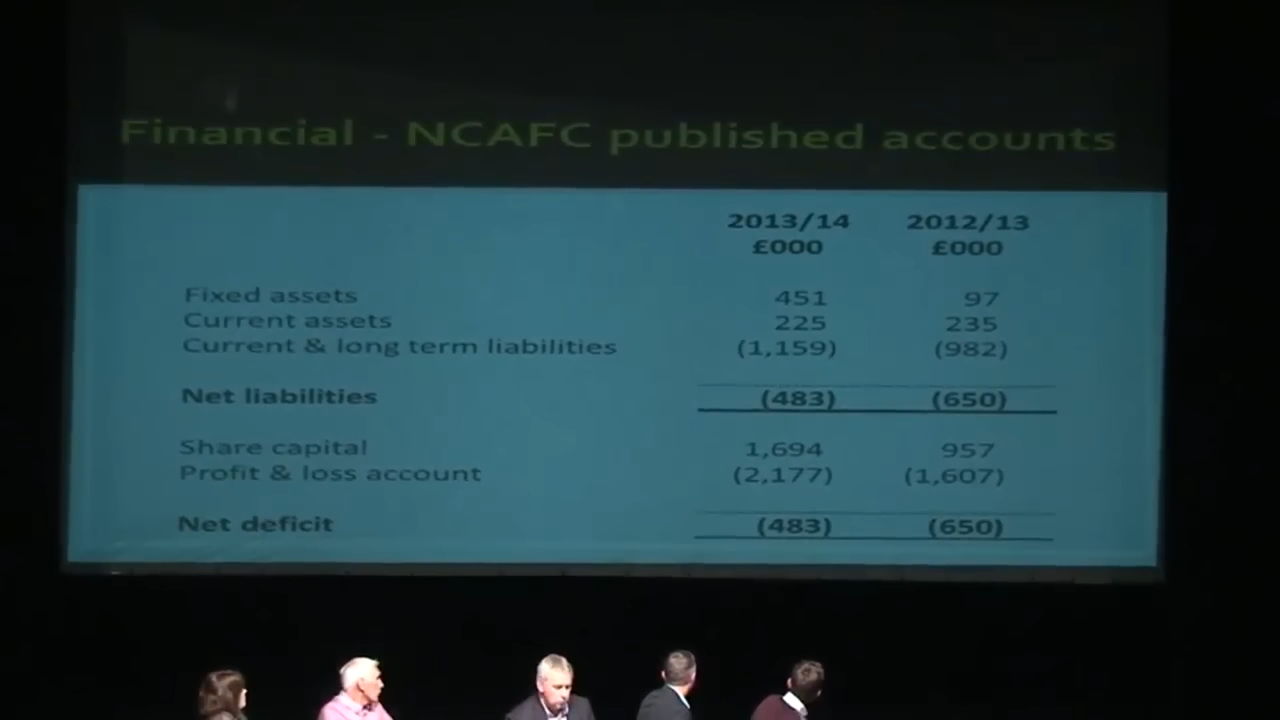 Financial - NCAFC published accounts
2013/14 2012/13
£000 £000
Fixed assets 451 97
Current assets 225 235
Current & long term liabilities (1,159) (982)
Net liabilities (483) (650)
Share capital 1,694 957
Profit & loss account (2,177) (1,607)
Net deficit (483) (650)